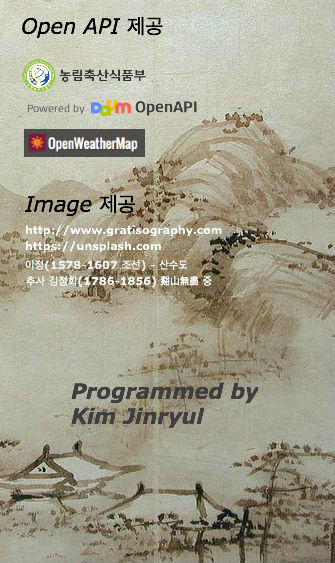 Open API 제공
농림축산식품부
Powered by Daum OpenAPI
OpenWeatherMap
Image 제공
http://www.gratisography.com
https://unsplash.com
이정(1578-1607 조선) - 산수도
추사 김정희(1786-1856) 谿山無盡 중
Programmed by
Kim Jinryul